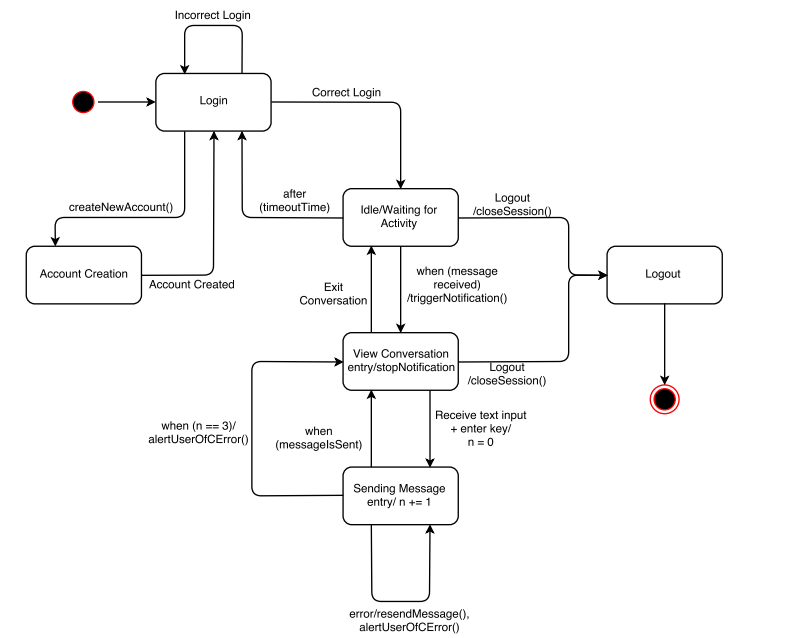 Incorrect Login
Login
Correct Login
createNewAccount()
after
(timeoutTime)
Idle/Waiting for
Activity
Logout
/closeSession()
Account Creation
Account Created
Exit
Conversation
when (message
received)
/triggerNotification()
Logout
View Conversation
entry/stopNotification
Logout
/closeSession()
when (n == 3)/
alertUserOfCError()
when
(messageIsSent)
Receive text input
+ enter key/
n = 0
Sending Message
entry/ n += 1
error/resendMessage(),
alertUserOfCError()